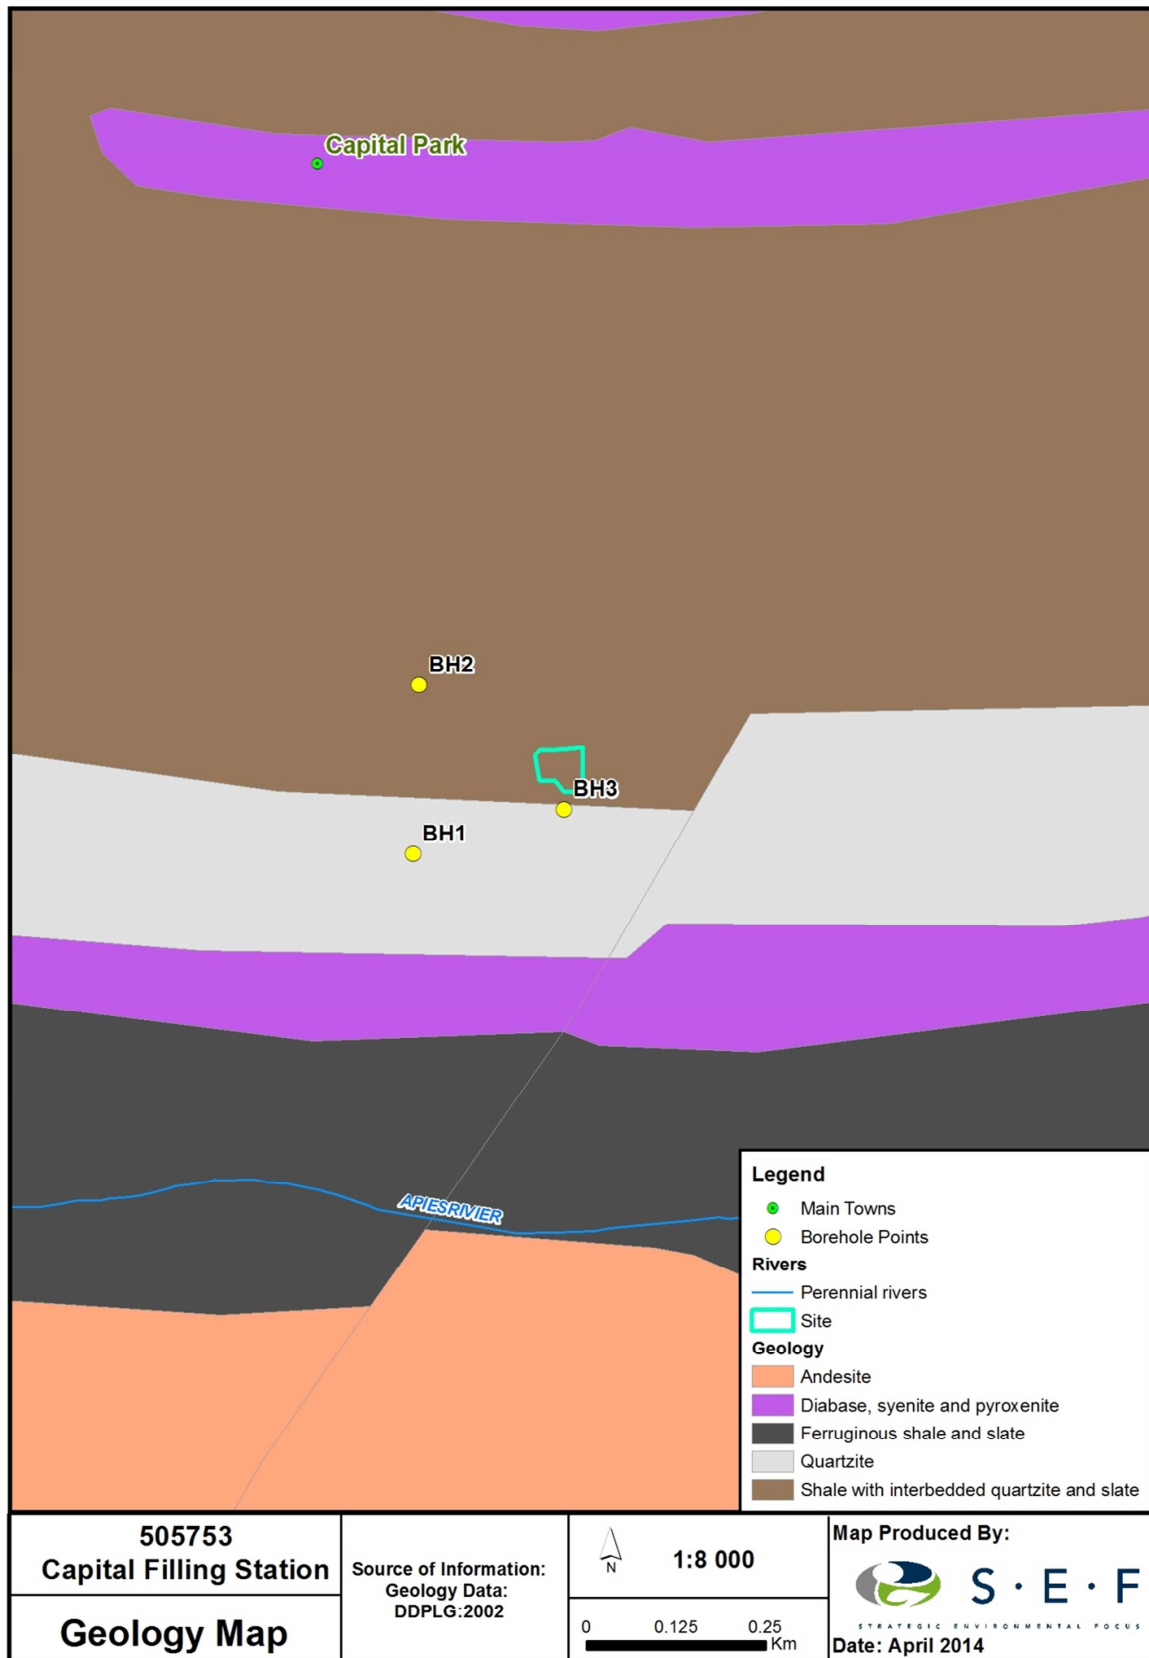 Capital Park
BH2
BH3
BH1
APIESRIVIER
Legend
Main Towns
Borehole Points
Rivers
Perennial rivers
Site
Geology
Andesite
Diabase, syenite and pyroxenite
Ferruginous shale and slate
Quartzite
Shale with interbedded quartzite and slate
505753
Capital Filling Station
Geology Map
Source of Information:
Geology Data:
DDPLG:2002
N
1:8 000
0 0.125 0.25
Km
Map Produced By:
S·E·F
STRATEGIC ENVIRONMENTAL FOCUS
Date: April 2014